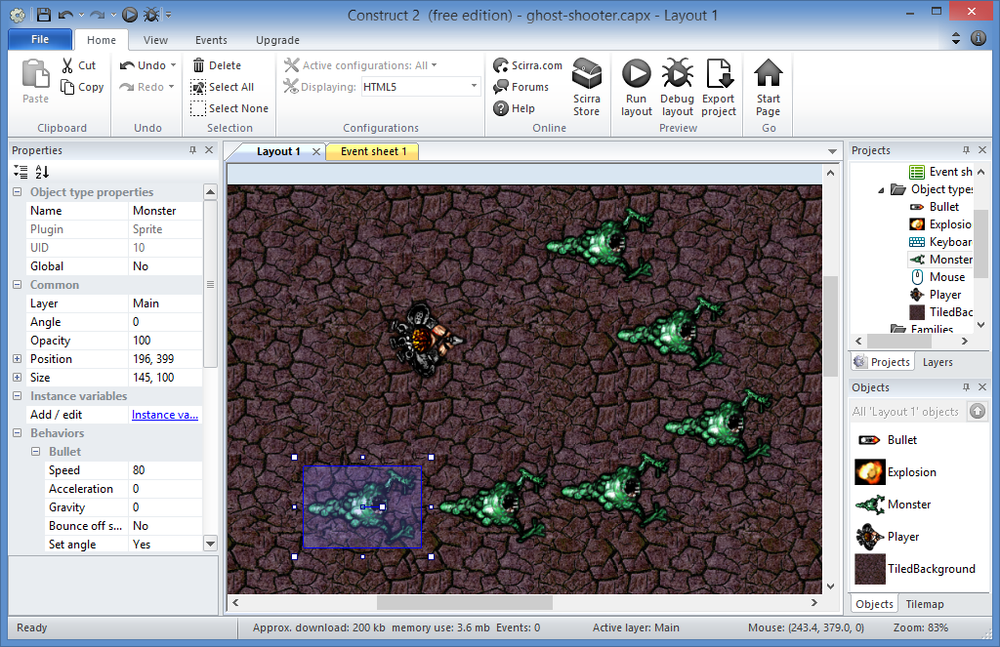 Construct 2 (free edition) - ghost-shooter.capx - Layout 1
File Home View Events Upgrade
Paste
Cut
Copy
Clipboard
Undo
Redo
Undo
Delete
Select All
Select None
Selection
Active configurations: All
Displaying: HTML5
Configurations
Scirra.com
Forums
Help
Scirra
Store
Online
Run
layout
Debug
layout
Export
project
Preview
Start
Page
Go
Properties
A
Z
Object type properties
Name Monster
Plugin Sprite
UID 10
Global No
Common
Layer Main
Angle 0
Opacity 100
Position 196, 399
Size 145, 100
Instance variables
Add / edit Instance va...
Behaviors
Bullet
Speed 80
Acceleration 0
Gravity 0
Bounce off s... No
Set angle Yes
Layout 1
Event sheet 1
Projects
Event sh
Object types
Bullet
Explosio
Keyboar
Monster
Mouse
Player
TiledBac
Families
Projects Layers
Objects
All 'Layout 1' objects
Bullet
Explosion
Monster
Player
TiledBackground
Objects Tilemap
Ready Approx. download: 200 kb memory use: 3.6 mb Events: 0 Active layer: Main Mouse: (243.4, 379.0, 0) Zoom: 83%